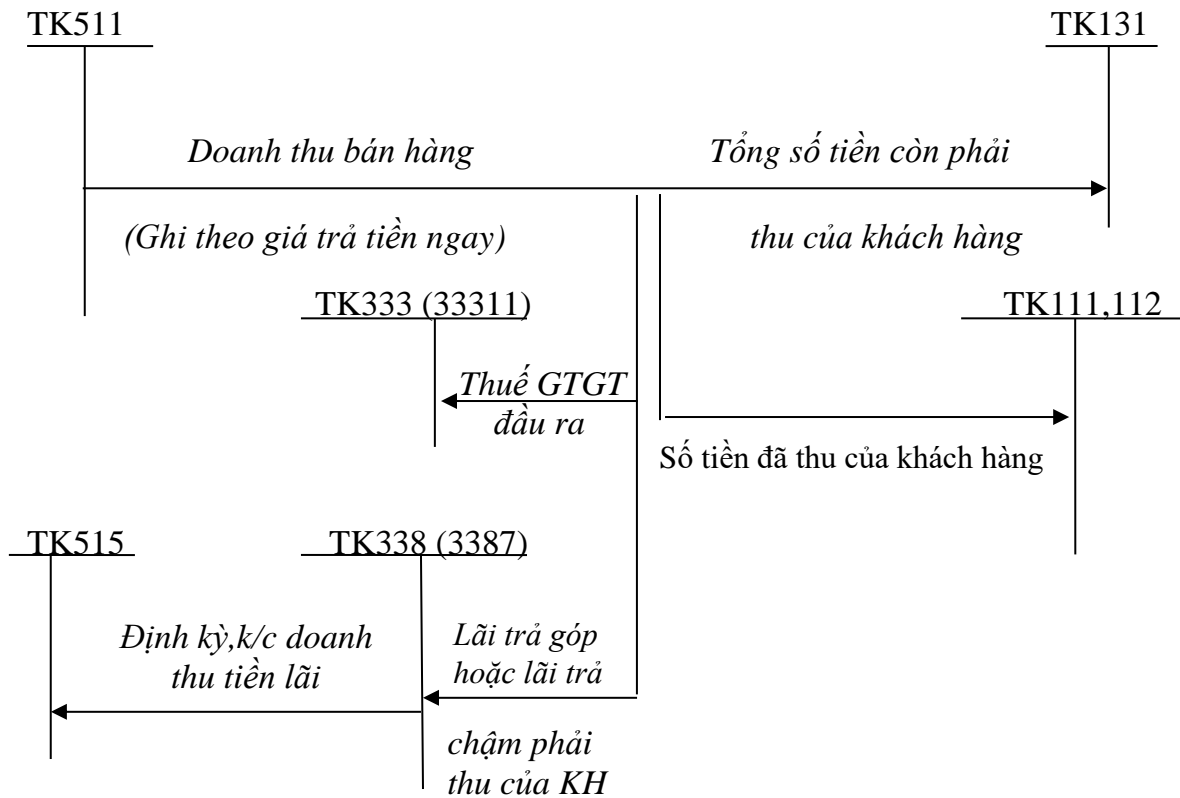 TK511
TK131
Doanh thu bán hàng
Tổng số tiền còn phải
(Ghi theo giá trả tiền ngay)
thu của khách hàng
TK333 (33311)
TK111,112
Thuế GTGT
đầu ra
Số tiền đã thu của khách hàng
TK515
TK338 (3387)
Định kỳ,k/c doanh
thu tiền lãi
Lãi trả góp
hoặc lãi trả
chậm phải
thu của KH